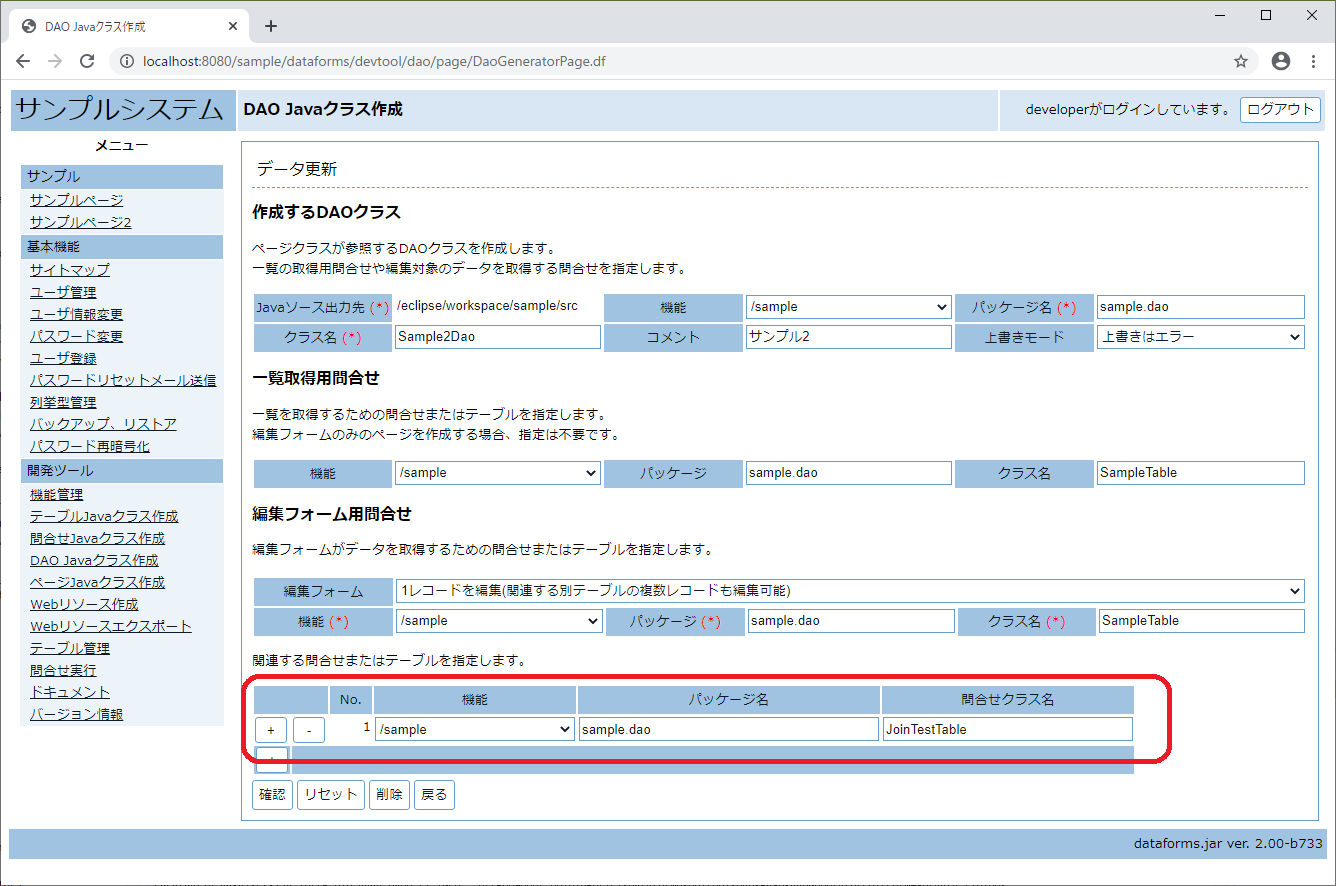 DAO Javaクラス作成
localhost:8080/sample/dataforms/devtool/dao/page/DaoGeneratorPage.df
サンプルシステム
DAO Javaクラス作成
developerがログインしています。 ログアウト
メニュー
サンプル
サンプルページ
サンプルページ2
基本機能
サイトマップ
ユーザ管理
ユーザ情報変更
パスワード変更
ユーザ登録
パスワードリセットメール送信
列挙型管理
バックアップ、リストア
パスワード再暗号化
開発ツール
機能管理
テーブルJavaクラス作成
問合せJavaクラス作成
DAO Javaクラス作成
ページJavaクラス作成
Webリソース作成
Webリソースエクスポート
テーブル管理
問合せ実行
ドキュメント
バージョン情報
データ更新
作成するDAOクラス
ページクラスが参照するDAOクラスを作成します。
一覧の取得用問合せや編集対象のデータを取得する問合せを指定します。
Javaソース出力先 (*) /eclipse/workspace/sample/src 機能 /sample パッケージ名 (*) sample.dao
クラス名 (*) Sample2Dao コメント サンプル2 上書きモード 上書きはエラー
一覧取得用問合せ
一覧を取得するための問合せまたはテーブルを指定します。
編集フォームのみのページを作成する場合、指定は不要です。
機能 /sample パッケージ sample.dao クラス名 SampleTable
編集フォーム用問合せ
編集フォームがデータを取得するための問合せまたはテーブルを指定します。
編集フォーム 1レコードを編集(関連する別テーブルの複数レコードも編集可能)
機能 (*) /sample パッケージ (*) sample.dao クラス名 (*) SampleTable
関連する問合せまたはテーブルを指定します。
No. 機能 パッケージ名 問合せクラス名
+ - 1 /sample sample.dao JoinTestTable
+
確認 リセット 削除 戻る
dataforms.jar ver. 2.00-b733